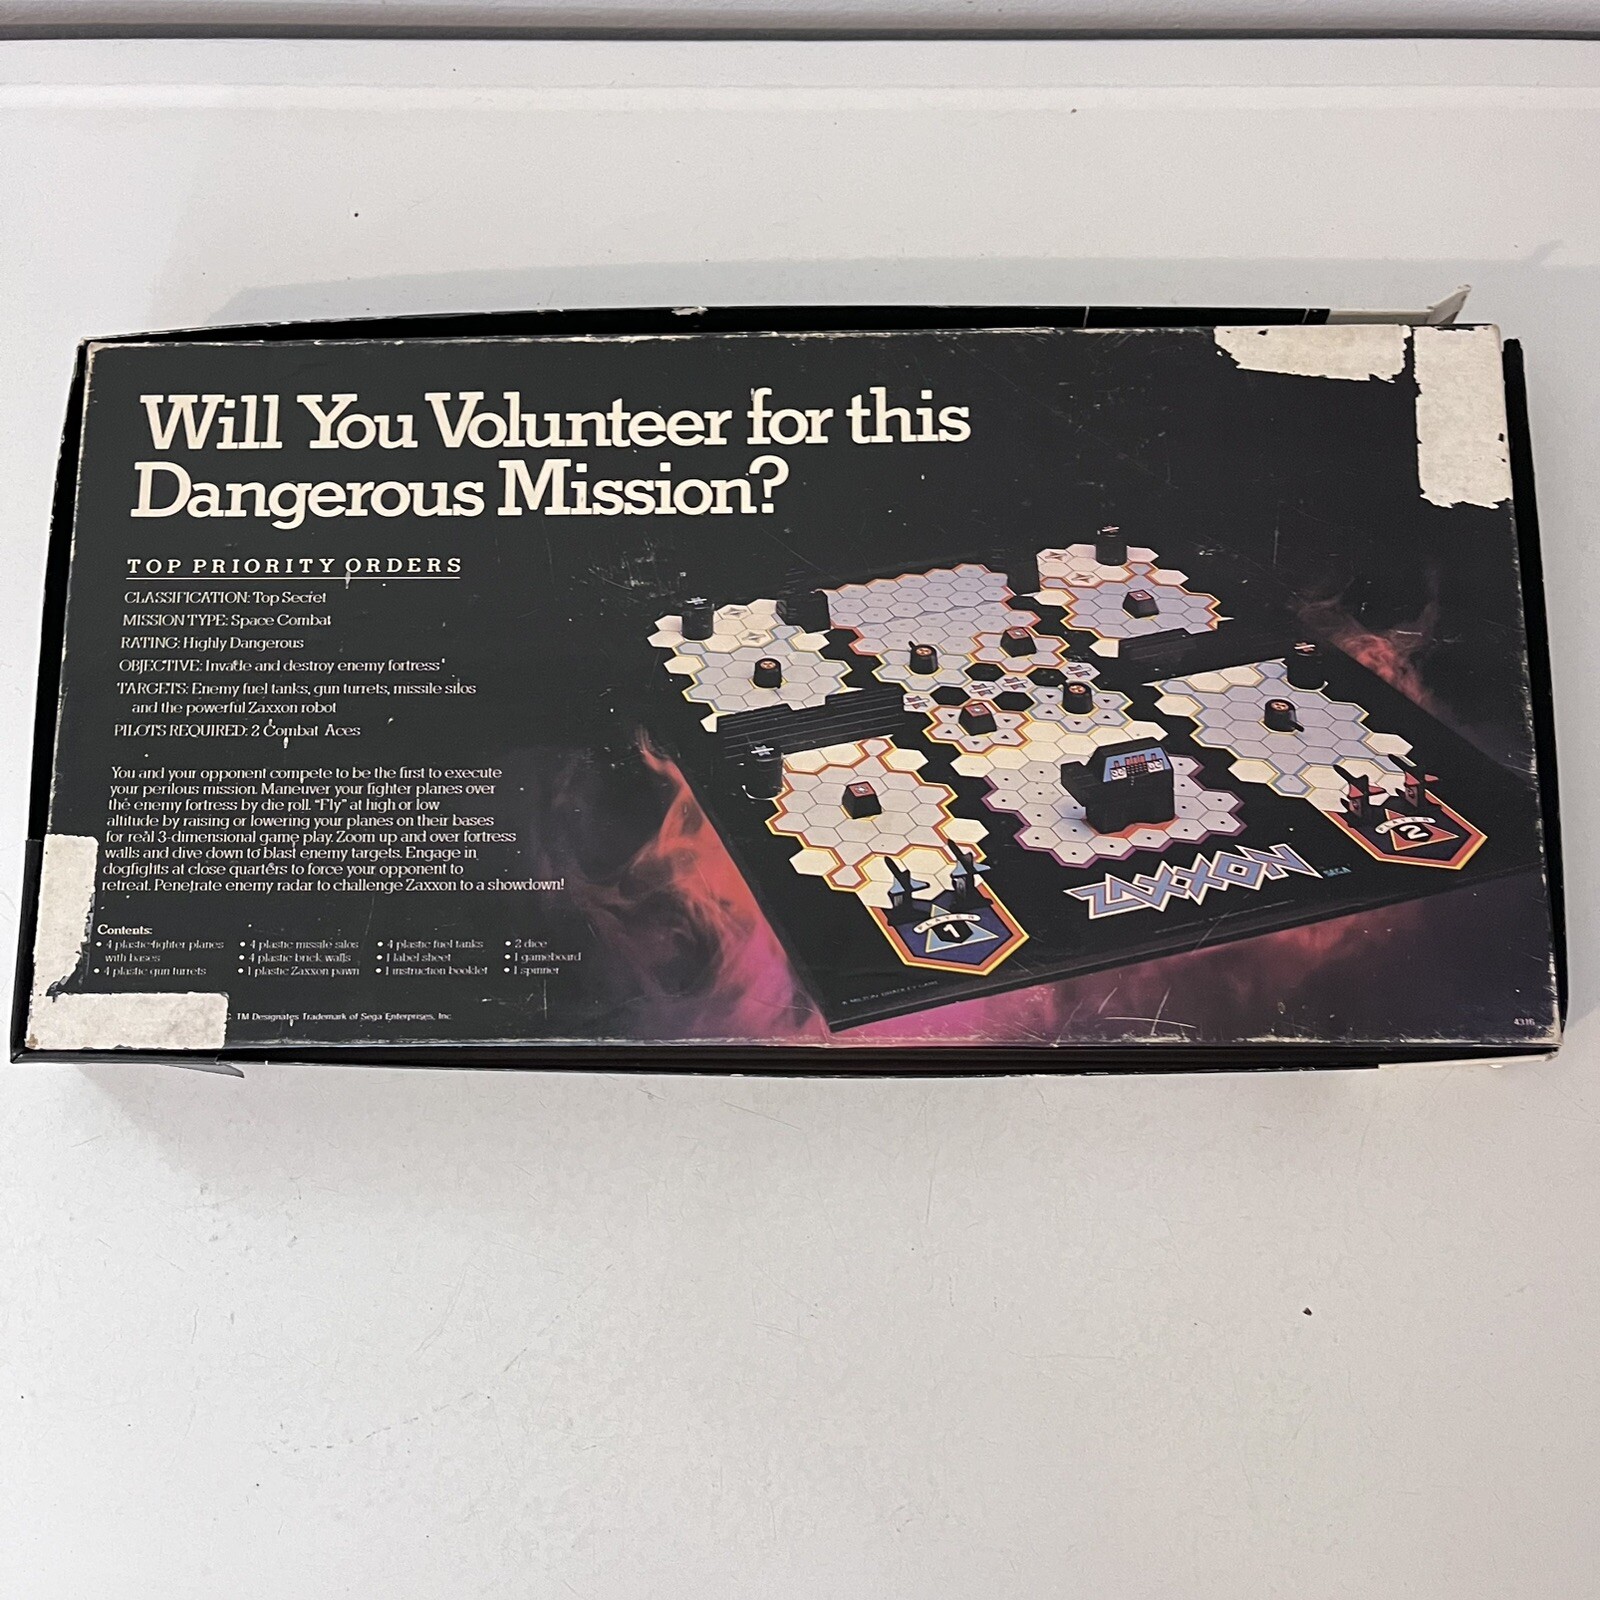 Will You Volunteer for this
Dangerous Mission?
TOP PRIORITY ORDERS
CLASSIFICATION: Top Secret
MISSION TYPE: Space Combat
RATING: Highly Dangerous
OBJECTIVE: Invade and destroy enemy fortress
TARGETS: Enemy fuel tanks, gun turrets, missile silos
and the powerful Zaxxon robot
PILOTS REQUIRED: 2 Combat Aces
You and your opponent compete to be the first to execute
your perilous mission. Maneuver your fighter planes over
the enemy fortress by die roll. "Fly" at high or low
altitude by raising or lowering your planes on their bases
for real 3-dimensional game play. Zoom up and over fortress
walls and dive down to blast enemy targets. Engage in
dogfights at close quarters to force your opponent to
retreat. Penetrate enemy radar to challenge Zaxxon to a showdown!
Contents:
• 4 plastic fighter planes
with bases
• 4 plastic gun turrets
• 4 plastic missile silos
• 4 plastic brick walls
• 1 plastic Zaxxon pawn
• 4 plastic fuel tanks
• 1 label sheet
• 1 instruction booklet
• 2 dice
• 1 gameboard
• 1 spinner
TM Designates Trademark of Sega Enterprises, Inc.
PLAYER
1
PLAYER
2
ZAXXON
SEGA
A MILTON BRADLEY GAME
4316